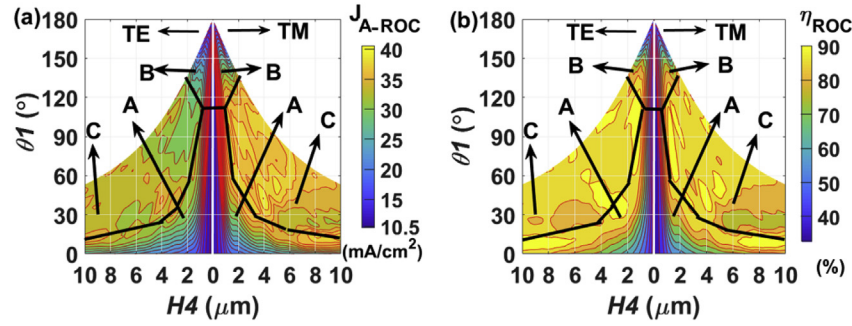 (a)
J A-ROC
TE
TM
B
B
A
A
C
C
θ1 (°)
180
150
120
90
60
30
0
10 8 6 4 2 0 2 4 6 8 10
H4 (μm)
40
35
30
25
20
15
10.5
(mA/cm²)
(b)
ηROC
TE
TM
B
B
A
A
C
C
θ1 (°)
180
150
120
90
60
30
0
10 8 6 4 2 0 2 4 6 8 10
H4 (μm)
90
80
70
60
50
40
(%)